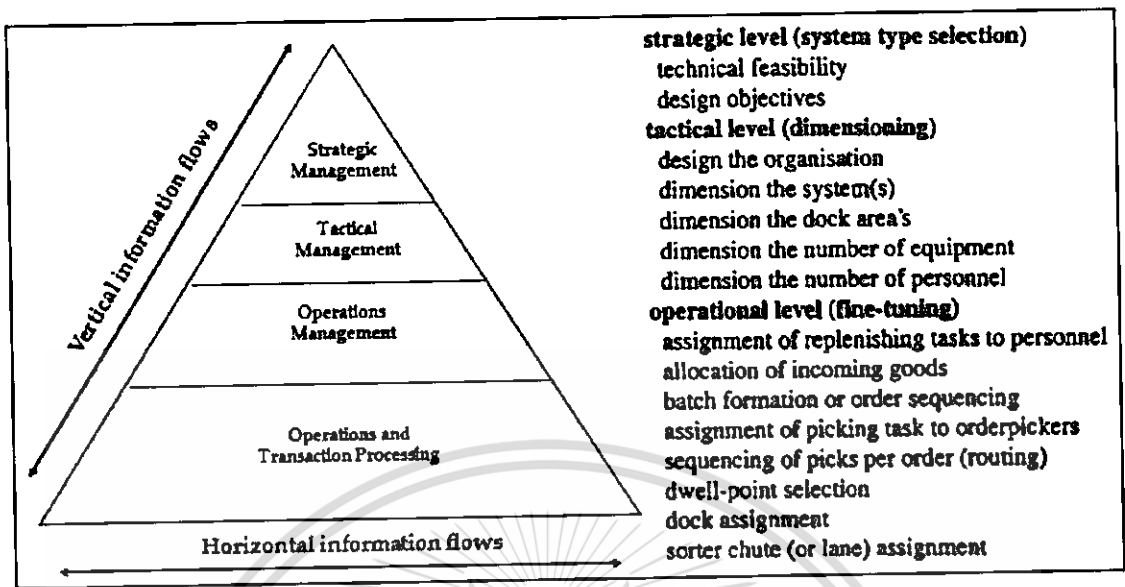 Vertical information flows
Strategic
Management
Tactical
Management
Operations
Management
Operations and
Transaction Processing
Horizontal information flows
strategic level (system type selection)
technical feasibility
design objectives
tactical level (dimensioning)
design the organisation
dimension the system(s)
dimension the dock area's
dimension the number of equipment
dimension the number of personnel
operational level (fine-tuning)
assignment of replenishing tasks to personnel
allocation of incoming goods
batch formation or order sequencing
assignment of picking task to orderpickers
sequencing of picks per order (routing)
dwell-point selection
dock assignment
sorter chute (or lane) assignment